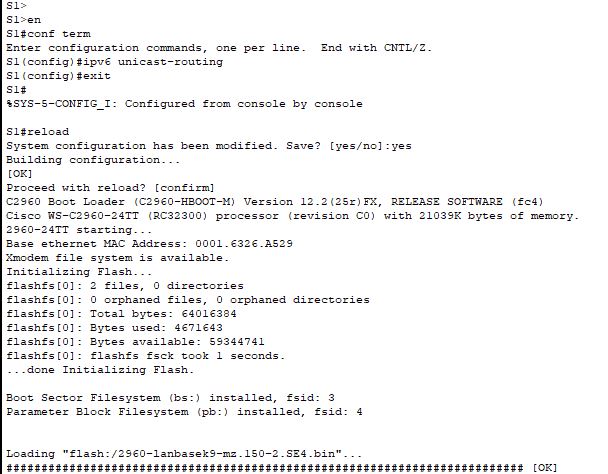 S1>
S1>en
S1#conf term
Enter configuration commands, one per line.  End with CNTL/Z.
S1(config)#ipv6 unicast-routing
S1(config)#exit
S1#
%SYS-5-CONFIG_I: Configured from console by console
S1#reload
System configuration has been modified. Save? [yes/no]:yes
Building configuration...
[OK]
Proceed with reload? [confirm]
C2960 Boot Loader (C2960-HBOOT-M) Version 12.2(25r)FX, RELEASE SOFTWARE (fc4)
Cisco WS-C2960-24TT (RC32300) processor (revision C0) with 21039K bytes of memory.
2960-24TT starting...
Base ethernet MAC Address: 0001.6326.A529
Xmodem file system is available.
Initializing Flash...
flashfs[0]: 2 files, 0 directories
flashfs[0]: 0 orphaned files, 0 orphaned directories
flashfs[0]: Total bytes: 64016384
flashfs[0]: Bytes used: 4671643
flashfs[0]: Bytes available: 59344741
flashfs[0]: flashfs fsck took 1 seconds.
...done Initializing Flash.
Boot Sector Filesystem (bs:) installed, fsid: 3
Parameter Block Filesystem (pb:) installed, fsid: 4
Loading "flash:/2960-lanbasek9-mz.150-2.SE4.bin"...
########################################################################## [OK]